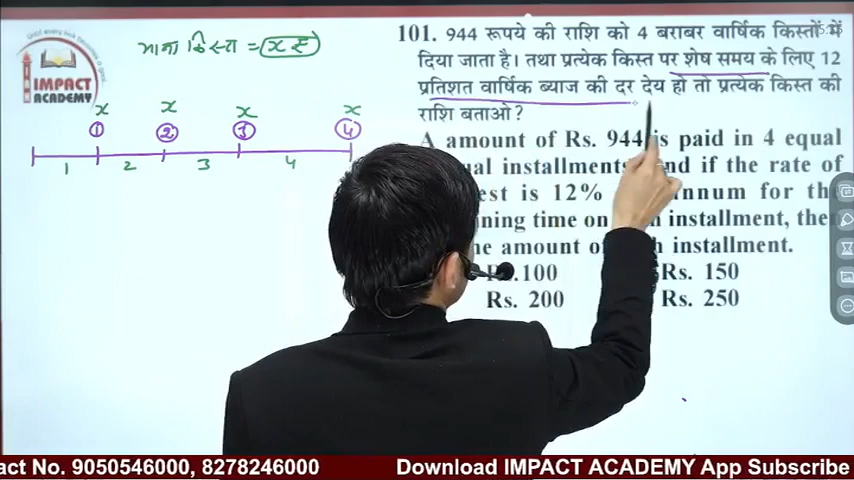 माना किस्त = x ₹
IMPACT
ACADEMY
x x x x
1 2 3 4
1 2 3 4
101. 944 रूपये की राशि को 4 बराबर वार्षिक किस्तों में
दिया जाता है। तथा प्रत्येक किस्त पर शेष समय के लिए 12
प्रतिशत वार्षिक ब्याज की दर देय हो तो प्रत्येक किस्त की
राशि बताओ?
A amount of Rs. 944 is paid in 4 equal
installments and if the rate of
is 12% for the
time on installment, then
amount of installment.
100 Rs. 150
Rs. 200 Rs. 250
act No. 9050546000, 8278246000 Download IMPACT ACADEMY App Subscribe